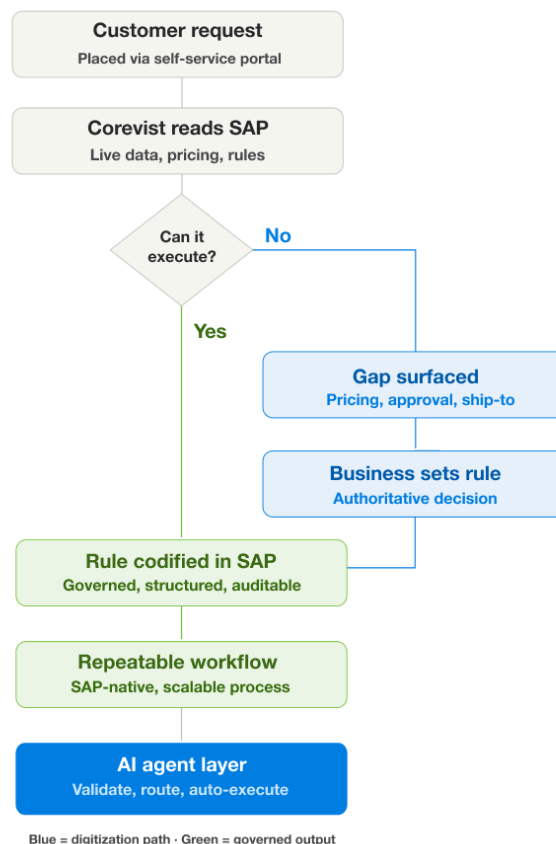 Customer request
Placed via self-service portal
Corevist reads SAP
Live data, pricing, rules
Can it
execute?
No
Yes
Gap surfaced
Pricing, approval, ship-to
Business sets rule
Authoritative decision
Rule codified in SAP
Governed, structured, auditable
Repeatable workflow
SAP-native, scalable process
AI agent layer
Validate, route, auto-execute
Blue = digitization path · Green = governed output